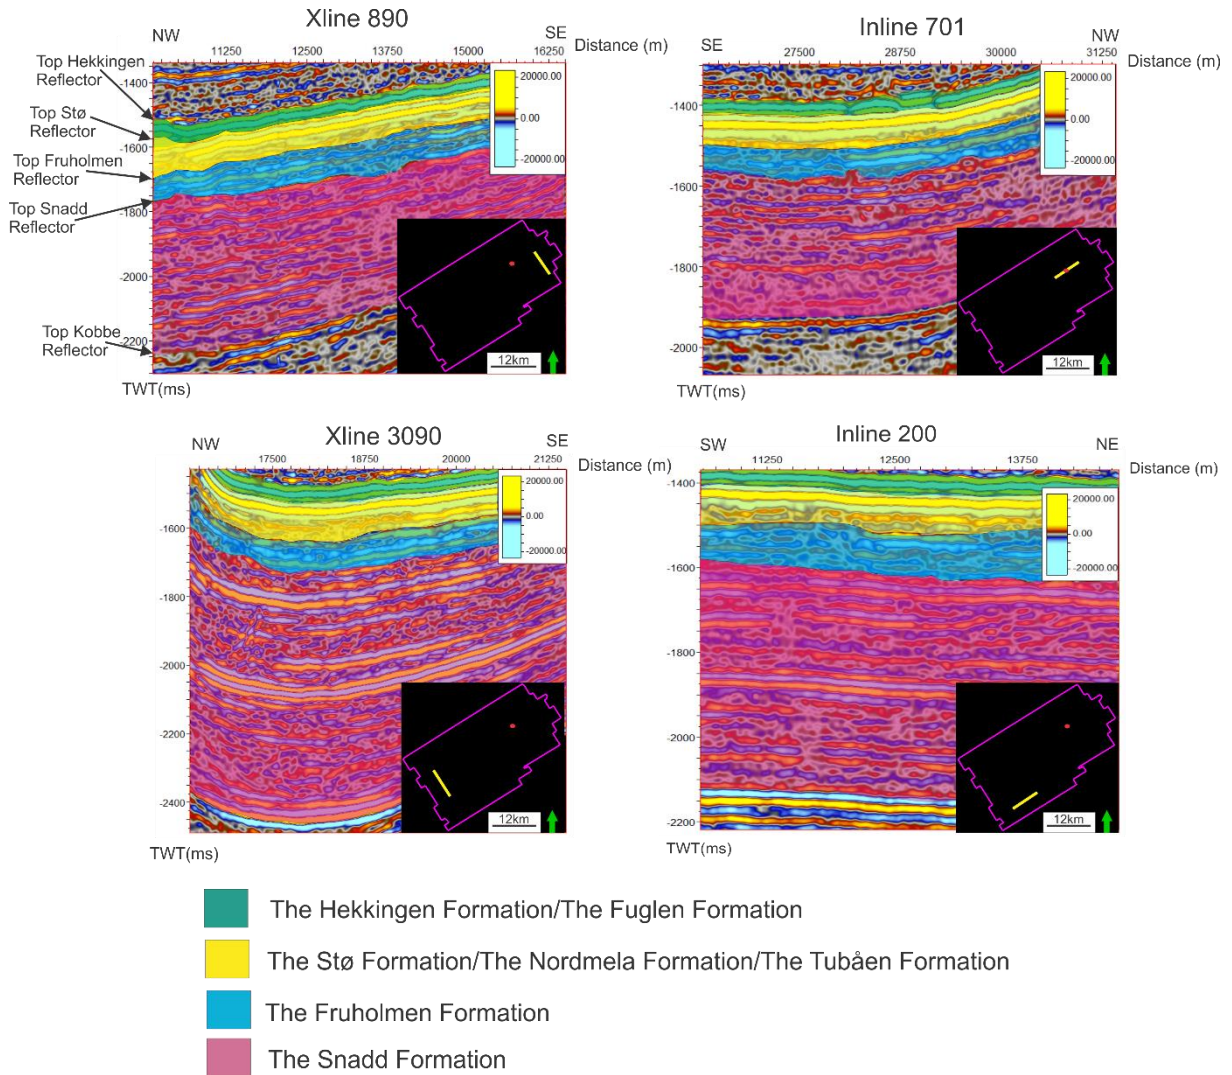 Xline 890
NW
SE
11250 12500 13750 15000 16250
Distance (m)
Top Hekkingen
Reflector
Top Stø
Reflector
Top Fruholmen
Reflector
Top Snadd
Reflector
Top Kobbe
Reflector
-1400
-1600
-1800
-2000
-2200
20000.00
0.00
-20000.00
12km
TWT(ms)
Inline 701
SE
NW
27500 28750 30000 31250
Distance (m)
-1400
-1600
-1800
-2000
20000.00
0.00
-20000.00
12km
TWT(ms)
Xline 3090
NW
SE
17500 18750 20000 21250
Distance (m)
-1600
-1800
-2000
-2200
-2400
20000.00
0.00
-20000.00
12km
TWT(ms)
Inline 200
SW
NE
11250 12500 13750
Distance (m)
-1400
-1600
-1800
-2000
-2200
20000.00
0.00
-20000.00
12km
TWT(ms)
The Hekkingen Formation/The Fuglen Formation
The Stø Formation/The Nordmela Formation/The Tubåen Formation
The Fruholmen Formation
The Snadd Formation